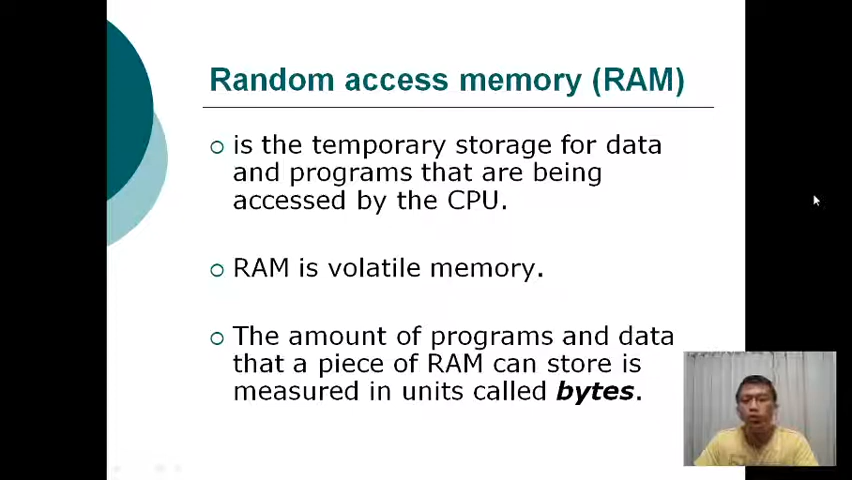 Random access memory (RAM)
is the temporary storage for data
and programs that are being
accessed by the CPU.
RAM is volatile memory.
The amount of programs and data
that a piece of RAM can store is
measured in units called bytes.